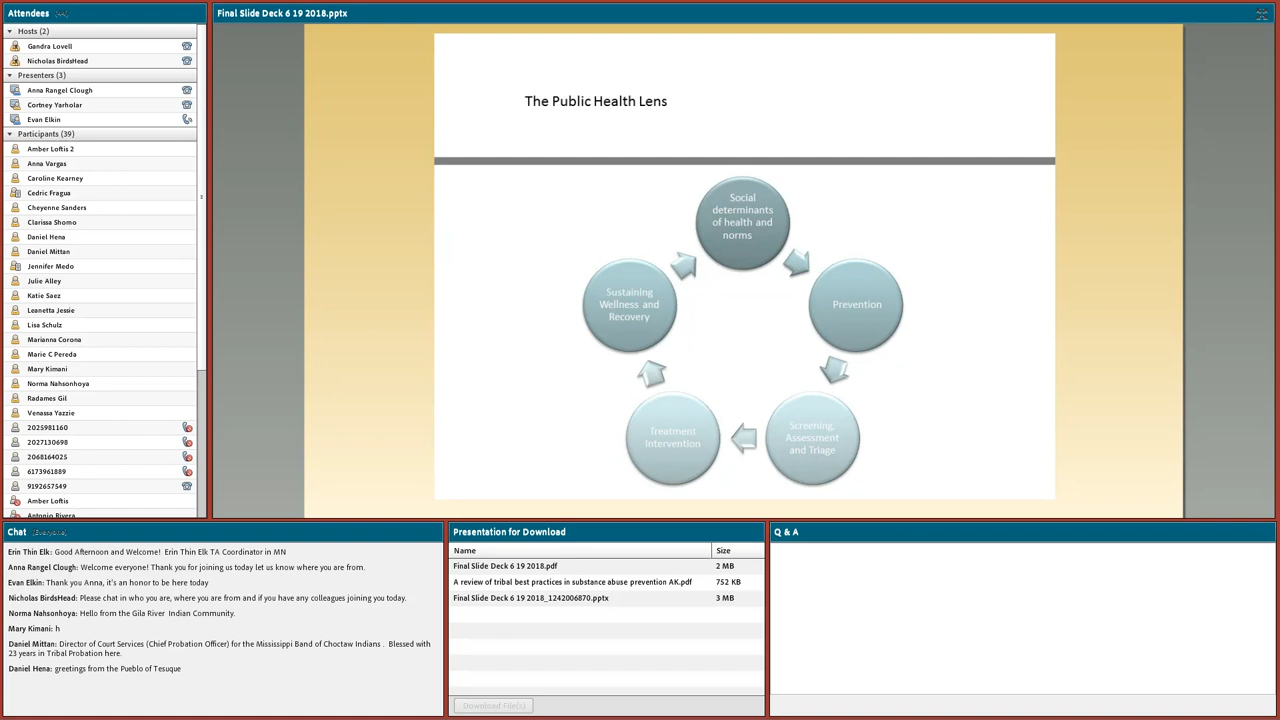 Attendees
Hosts (2)
Gandra Lovell
Nicholas BirdsHead
Presenters (3)
Anna Rangel Clough
Cortney Yarholar
Evan Elkin
Participants (39)
Amber Loftis 2
Anna Vargas
Caroline Kearney
Cedric Fragua
Cheyenne Sanders
Clarissa Shomo
Daniel Hena
Daniel Mittan
Jennifer Medo
Julie Alley
Katie Saez
Leanetta Jessie
Lisa Schulz
Marianna Corona
Marie C Pereda
Mary Kimani
Norma Nahsonhoya
Radames Gil
Venassa Yazzie
2025981160
2027130698
2068164025
6173961889
9192657549
Amber Loftis
Antonio Rivera
Final Slide Deck 6 19 2018.pptx
The Public Health Lens
Social
determinants
of health and
norms
Prevention
Screening,
Assessment
and Triage
Treatment
Intervention
Sustaining
Wellness and
Recovery
Chat (Everyone)
Erin Thin Elk: Good Afternoon and Welcome! Erin Thin Elk TA Coordinator in MN
Anna Rangel Clough: Welcome everyone! Thank you for joining us today let us know where you are from.
Evan Elkin: Thank you Anna, it's an honor to be here today
Nicholas BirdsHead: Please chat in who you are, where you are from and if you have any colleagues joining you today.
Norma Nahsonhoya: Hello from the Gila River Indian Community.
Mary Kimani: h
Daniel Mittan: Director of Court Services (Chief Probation Officer) for the Mississippi Band of Choctaw Indians . Blessed with
23 years in Tribal Probation here.
Daniel Hena: greetings from the Pueblo of Tesuque
Presentation for Download
Name Size
Final Slide Deck 6 19 2018.pdf 2 MB
A review of tribal best practices in substance abuse prevention AK.pdf 752 KB
Final Slide Deck 6 19 2018_1242006870.pptx 3 MB
Download File(s)
Q & A